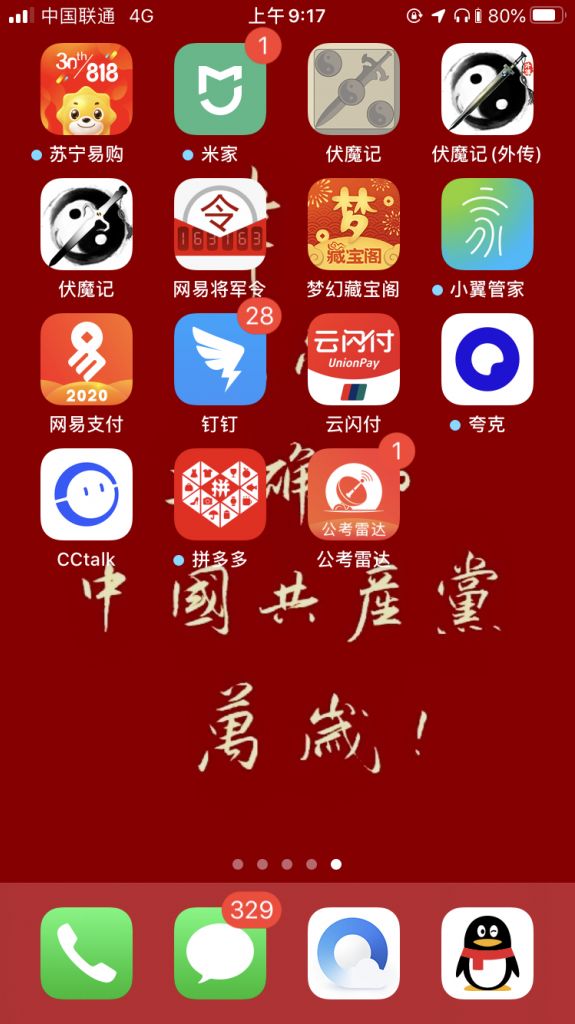 中国联通 4G 上午9:17 80%
30th/818 1
苏宁易购 米家 伏魔记 伏魔记(外传)
令 163163 梦 藏宝阁
伏魔记 网易将军令 梦幻藏宝阁 小翼管家
28
2020 云闪付 UnionPay
网易支付 钉钉 云闪付 夸克
1
拼 公考雷达
确
CCtalk 拼多多 公考雷达
中國共産黨
萬歲!
329